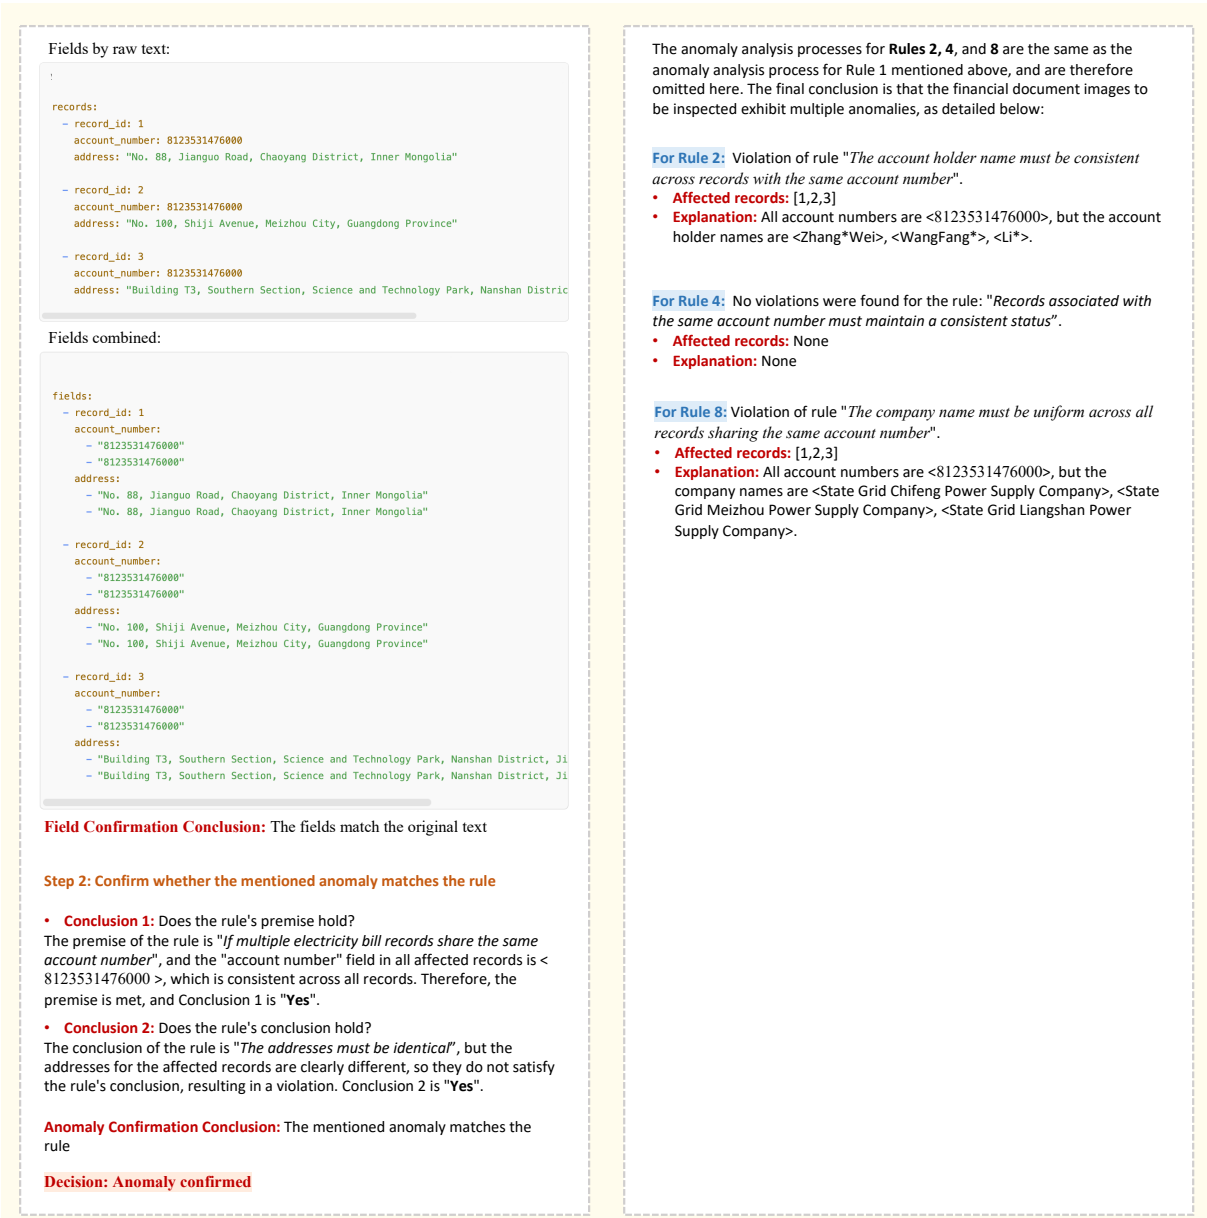 Fields by raw text:
records:
– record_id: 1
account_number: 8123531476000
address: "No. 88, Jianguo Road, Chaoyang District, Inner Mongolia"
– record_id: 2
account_number: 8123531476000
address: "No. 100, Shiji Avenue, Meizhou City, Guangdong Province"
– record_id: 3
account_number: 8123531476000
address: "Building T3, Southern Section, Science and Technology Park, Nanshan Distric
Fields combined:
fields:
– record_id: 1
account_number:
– "8123531476000"
– "8123531476000"
address:
– "No. 88, Jianguo Road, Chaoyang District, Inner Mongolia"
– "No. 88, Jianguo Road, Chaoyang District, Inner Mongolia"
– record_id: 2
account_number:
– "8123531476000"
– "8123531476000"
address:
– "No. 100, Shiji Avenue, Meizhou City, Guangdong Province"
– "No. 100, Shiji Avenue, Meizhou City, Guangdong Province"
– record_id: 3
account_number:
– "8123531476000"
– "8123531476000"
address:
– "Building T3, Southern Section, Science and Technology Park, Nanshan District, Ji
– "Building T3, Southern Section, Science and Technology Park, Nanshan District, Ji
Field Confirmation Conclusion: The fields match the original text
Step 2: Confirm whether the mentioned anomaly matches the rule
• Conclusion 1: Does the rule's premise hold?
The premise of the rule is "If multiple electricity bill records share the same
account number", and the "account number" field in all affected records is <
8123531476000 >, which is consistent across all records. Therefore, the
premise is met, and Conclusion 1 is "Yes".
• Conclusion 2: Does the rule's conclusion hold?
The conclusion of the rule is "The addresses must be identical", but the
addresses for the affected records are clearly different, so they do not satisfy
the rule's conclusion, resulting in a violation. Conclusion 2 is "Yes".
Anomaly Confirmation Conclusion: The mentioned anomaly matches the
rule
Decision: Anomaly confirmed
The anomaly analysis processes for Rules 2, 4, and 8 are the same as the
anomaly analysis process for Rule 1 mentioned above, and are therefore
omitted here. The final conclusion is that the financial document images to
be inspected exhibit multiple anomalies, as detailed below:
For Rule 2: Violation of rule "The account holder name must be consistent
across records with the same account number".
• Affected records: [1,2,3]
• Explanation: All account numbers are <8123531476000>, but the account
holder names are <Zhang*Wei>, <WangFang*>, <Li*>.
For Rule 4: No violations were found for the rule: "Records associated with
the same account number must maintain a consistent status”.
• Affected records: None
• Explanation: None
For Rule 8: Violation of rule "The company name must be uniform across all
records sharing the same account number".
• Affected records: [1,2,3]
• Explanation: All account numbers are <8123531476000>, but the
company names are <State Grid Chifeng Power Supply Company>, <State
Grid Meizhou Power Supply Company>, <State Grid Liangshan Power
Supply Company>.